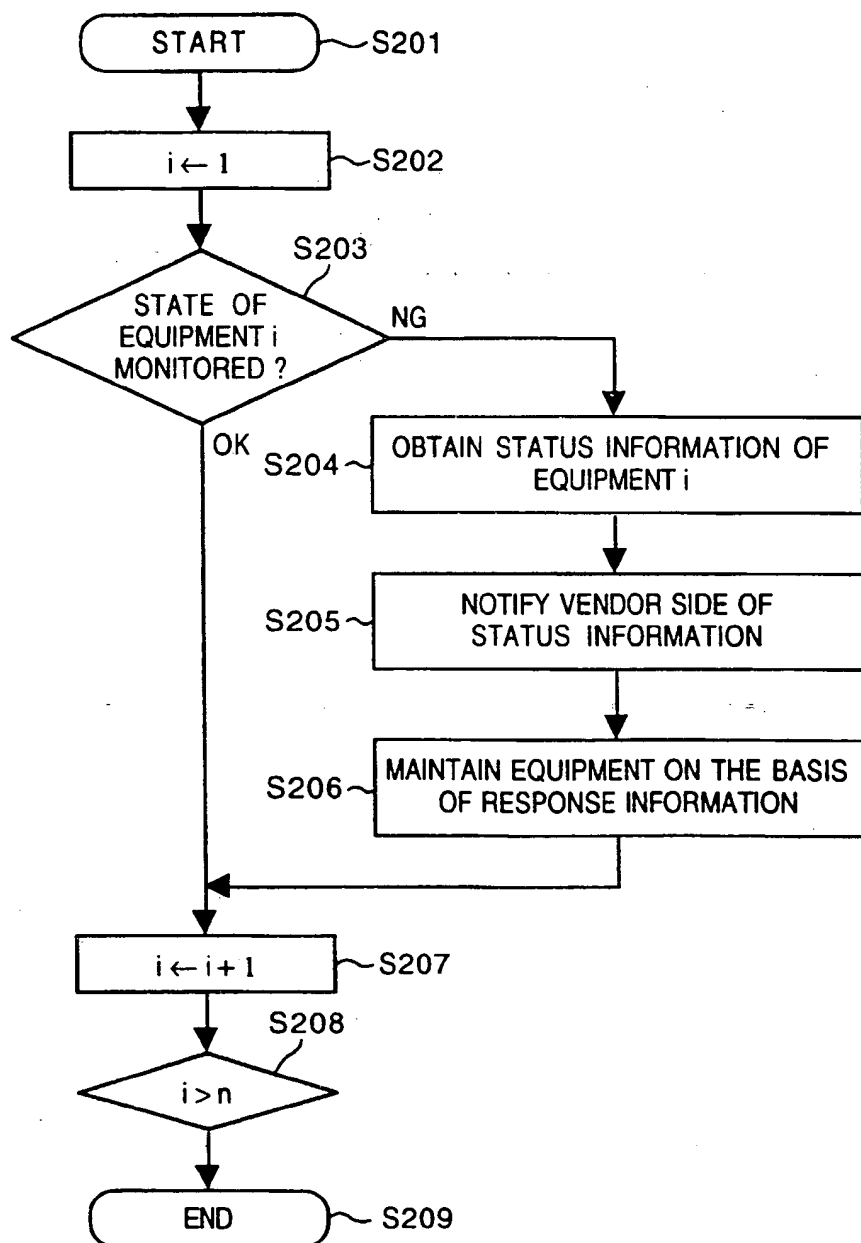 START
S201
i ← 1
S202
S203
STATE OF
EQUIPMENT i
MONITORED ?
NG
OK
S204
OBTAIN STATUS INFORMATION OF
EQUIPMENT i
S205
NOTIFY VENDOR SIDE OF
STATUS INFORMATION
S206
MAINTAIN EQUIPMENT ON THE BASIS
OF RESPONSE INFORMATION
i ← i + 1
S207
S208
i > n
END
S209